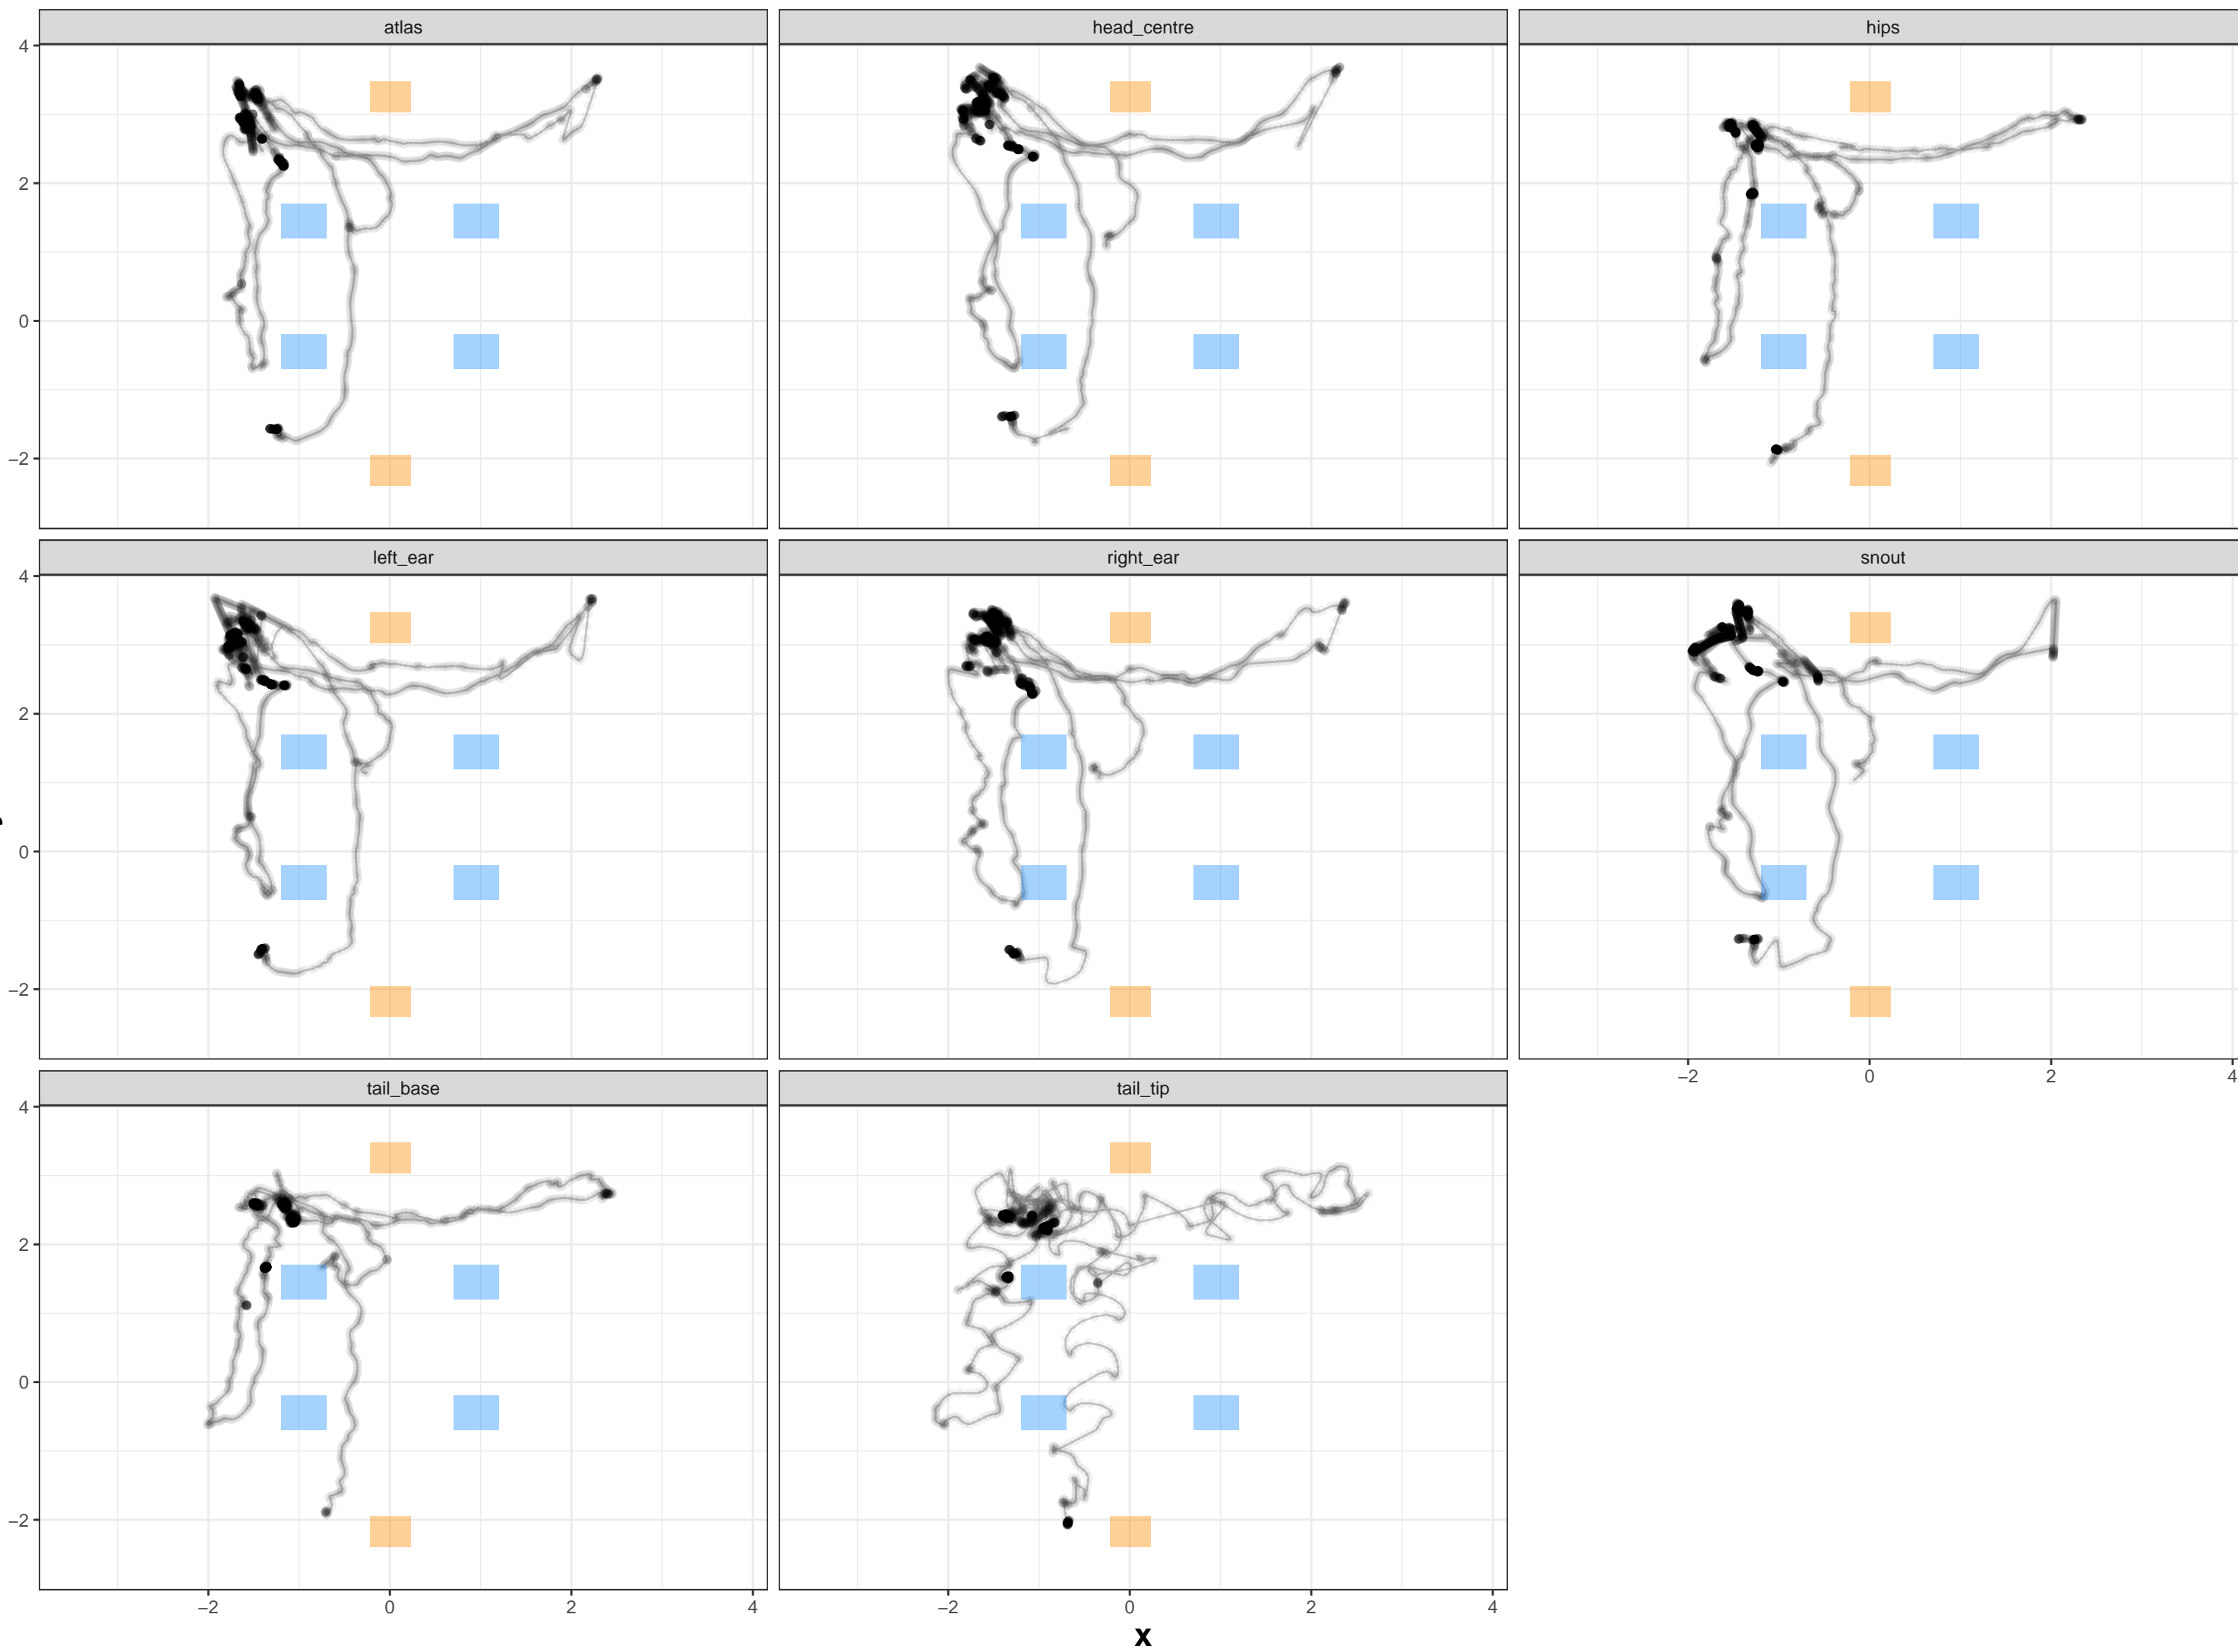 atlas head_centre hips
4
2
0
−2
left_ear right_ear snout
4
2
0
−2
−2 0 2 4
tail_base tail_tip
4
2
0
−2
−2 0 2 4 −2 0 2 4
x